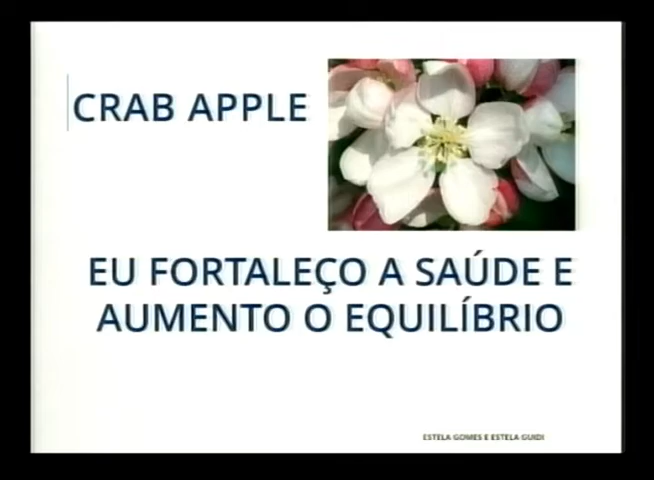 CRAB APPLE
EU FORTALEÇO A SAÚDE E
AUMENTO O EQUILÍBRIO
ESTELA GOMES E ESTELA GUIDI